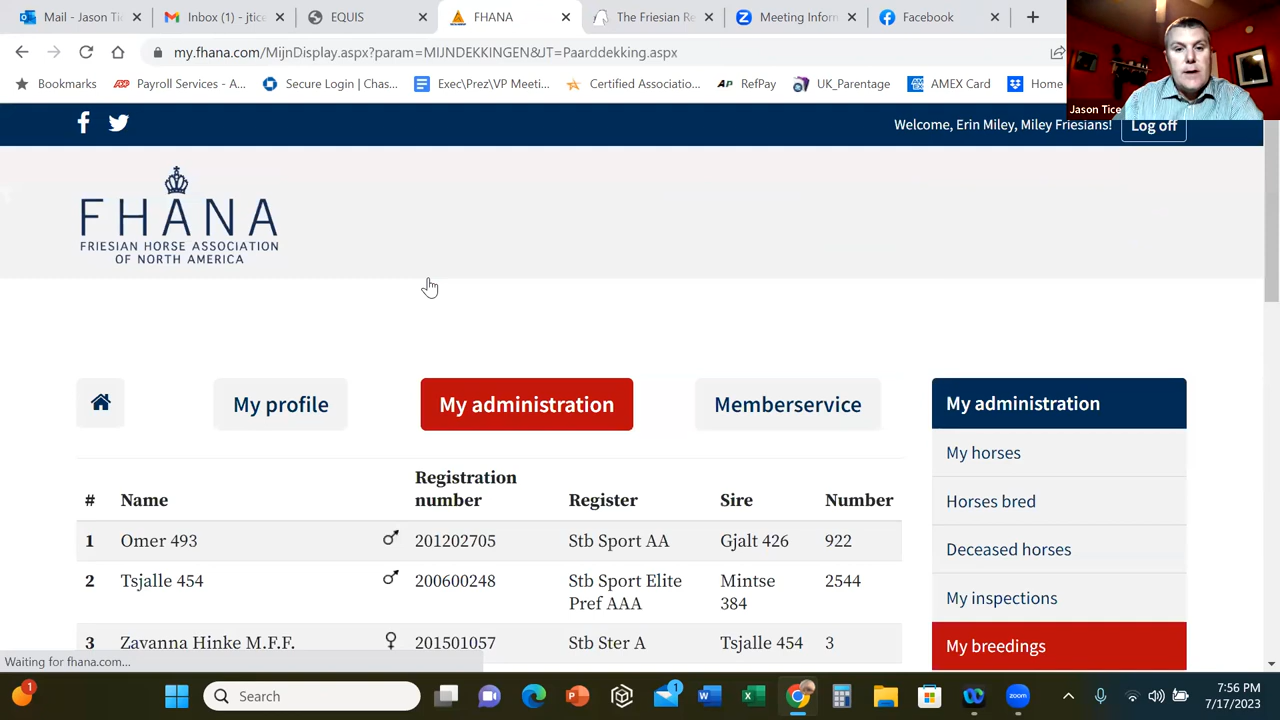 Mail - Jason Tic
Inbox (1) - jtice
EQUIS
FHANA
The Friesian Re
Meeting Inform
Facebook
my.fhana.com/MijnDisplay.aspx?param=MIJNDEKKINGEN&JT=Paarddekking.aspx
Bookmarks
Payroll Services - A...
Secure Login | Chas...
Exec\Prez\VP Meeti...
Certified Associatio...
RefPay
UK_Parentage
AMEX Card
Home
Jason Tice
Welcome, Erin Miley, Miley Friesians!
Log off
FHANA
FRIESIAN HORSE ASSOCIATION
OF NORTH AMERICA
My profile
My administration
Memberservice
# Name Registration number Register Sire Number
1 Omer 493 201202705 Stb Sport AA Gjalt 426 922
2 Tsjalle 454 200600248 Stb Sport Elite Pref AAA Mintse 384 2544
3 Zavanna Hinke M.F.F. 201501057 Stb Ster A Tsjalle 454 3
My administration
My horses
Horses bred
Deceased horses
My inspections
My breedings
Waiting for fhana.com...
1
Search
1
zoom
7:56 PM
7/17/2023